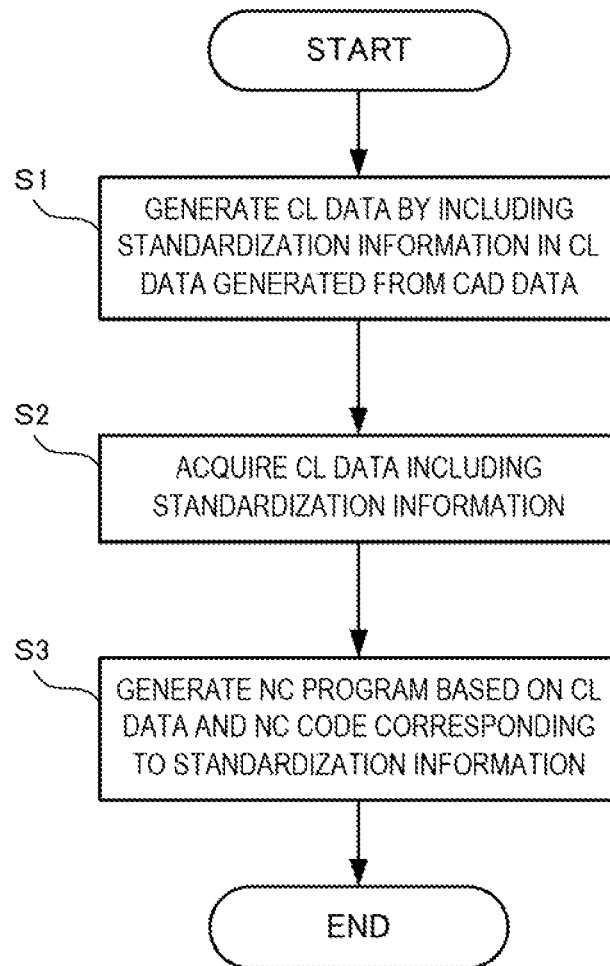 START
S1
GENERATE CL DATA BY INCLUDING
STANDARDIZATION INFORMATION IN CL
DATA GENERATED FROM CAD DATA
S2
ACQUIRE CL DATA INCLUDING
STANDARDIZATION INFORMATION
S3
GENERATE NC PROGRAM BASED ON CL
DATA AND NC CODE CORRESPONDING
TO STANDARDIZATION INFORMATION
END